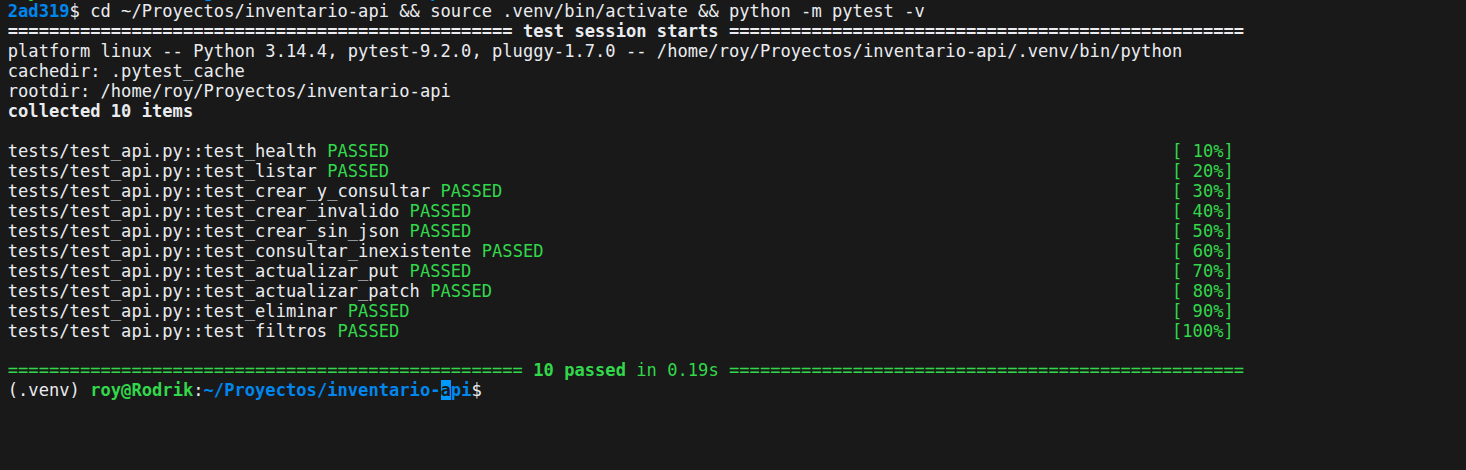 2ad319$ cd ~/Proyectos/inventario-api && source .venv/bin/activate && python -m pytest -v
================================================= test session starts ==================================================
platform linux -- Python 3.14.4, pytest-9.2.0, pluggy-1.7.0 -- /home/roy/Proyectos/inventario-api/.venv/bin/python
cachedir: .pytest_cache
rootdir: /home/roy/Proyectos/inventario-api
collected 10 items
tests/test_api.py::test_health PASSED [ 10%]
tests/test_api.py::test_listar PASSED [ 20%]
tests/test_api.py::test_crear_y_consultar PASSED [ 30%]
tests/test_api.py::test_crear_invalido PASSED [ 40%]
tests/test_api.py::test_crear_sin_json PASSED [ 50%]
tests/test_api.py::test_consultar_inexistente PASSED [ 60%]
tests/test_api.py::test_actualizar_put PASSED [ 70%]
tests/test_api.py::test_actualizar_patch PASSED [ 80%]
tests/test_api.py::test_eliminar PASSED [ 90%]
tests/test_api.py::test_filtros PASSED [100%]
================================================== 10 passed in 0.19s ==================================================
(.venv) roy@Rodrik:~/Proyectos/inventario-api$